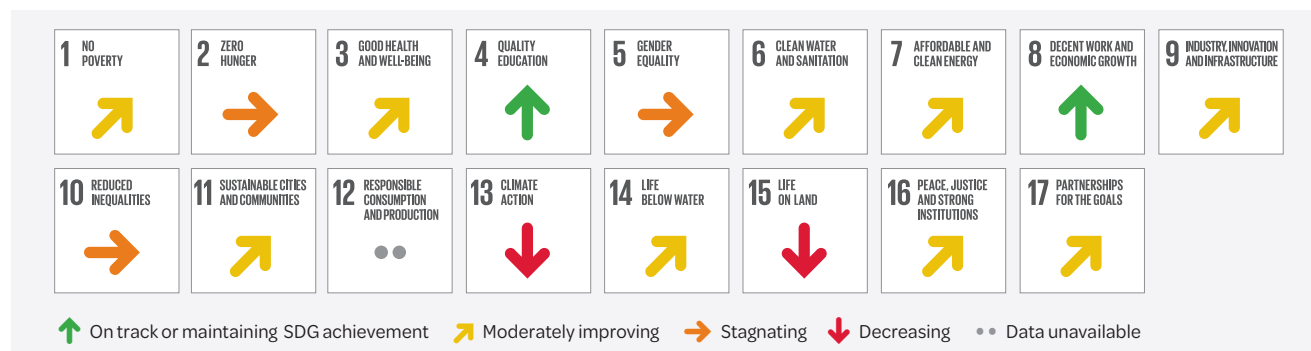 1 NO
POVERTY
2 ZERO
HUNGER
3 GOOD HEALTH
AND WELL-BEING
4 QUALITY
EDUCATION
5 GENDER
EQUALITY
6 CLEAN WATER
AND SANITATION
7 AFFORDABLE AND
CLEAN ENERGY
8 DECENT WORK AND
ECONOMIC GROWTH
9 INDUSTRY, INNOVATION
AND INFRASTRUCTURE
10 REDUCED
INEQUALITIES
11 SUSTAINABLE CITIES
AND COMMUNITIES
12 RESPONSIBLE
CONSUMPTION
AND PRODUCTION
13 CLIMATE
ACTION
14 LIFE
BELOW WATER
15 LIFE
ON LAND
16 PEACE, JUSTICE
AND STRONG
INSTITUTIONS
17 PARTNERSHIPS
FOR THE GOALS
On track or maintaining SDG achievement Moderately improving Stagnating Decreasing Data unavailable